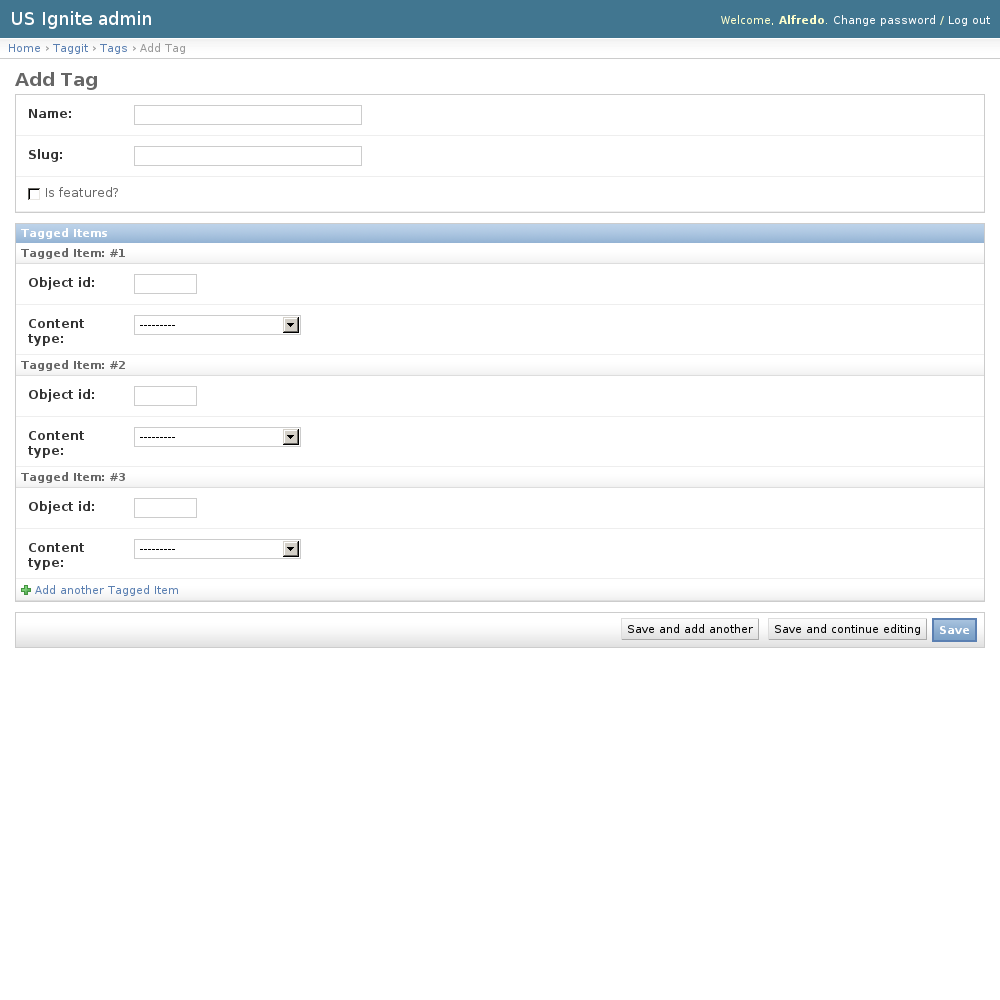 US Ignite admin
Welcome, Alfredo. Change password / Log out
Home › Taggit › Tags › Add Tag
Add Tag
Name:
Slug:
Is featured?
Tagged Items
Tagged Item: #1
Object id:
Content
type:
---------
Tagged Item: #2
Object id:
Content
type:
---------
Tagged Item: #3
Object id:
Content
type:
---------
Add another Tagged Item
Save and add another
Save and continue editing
Save